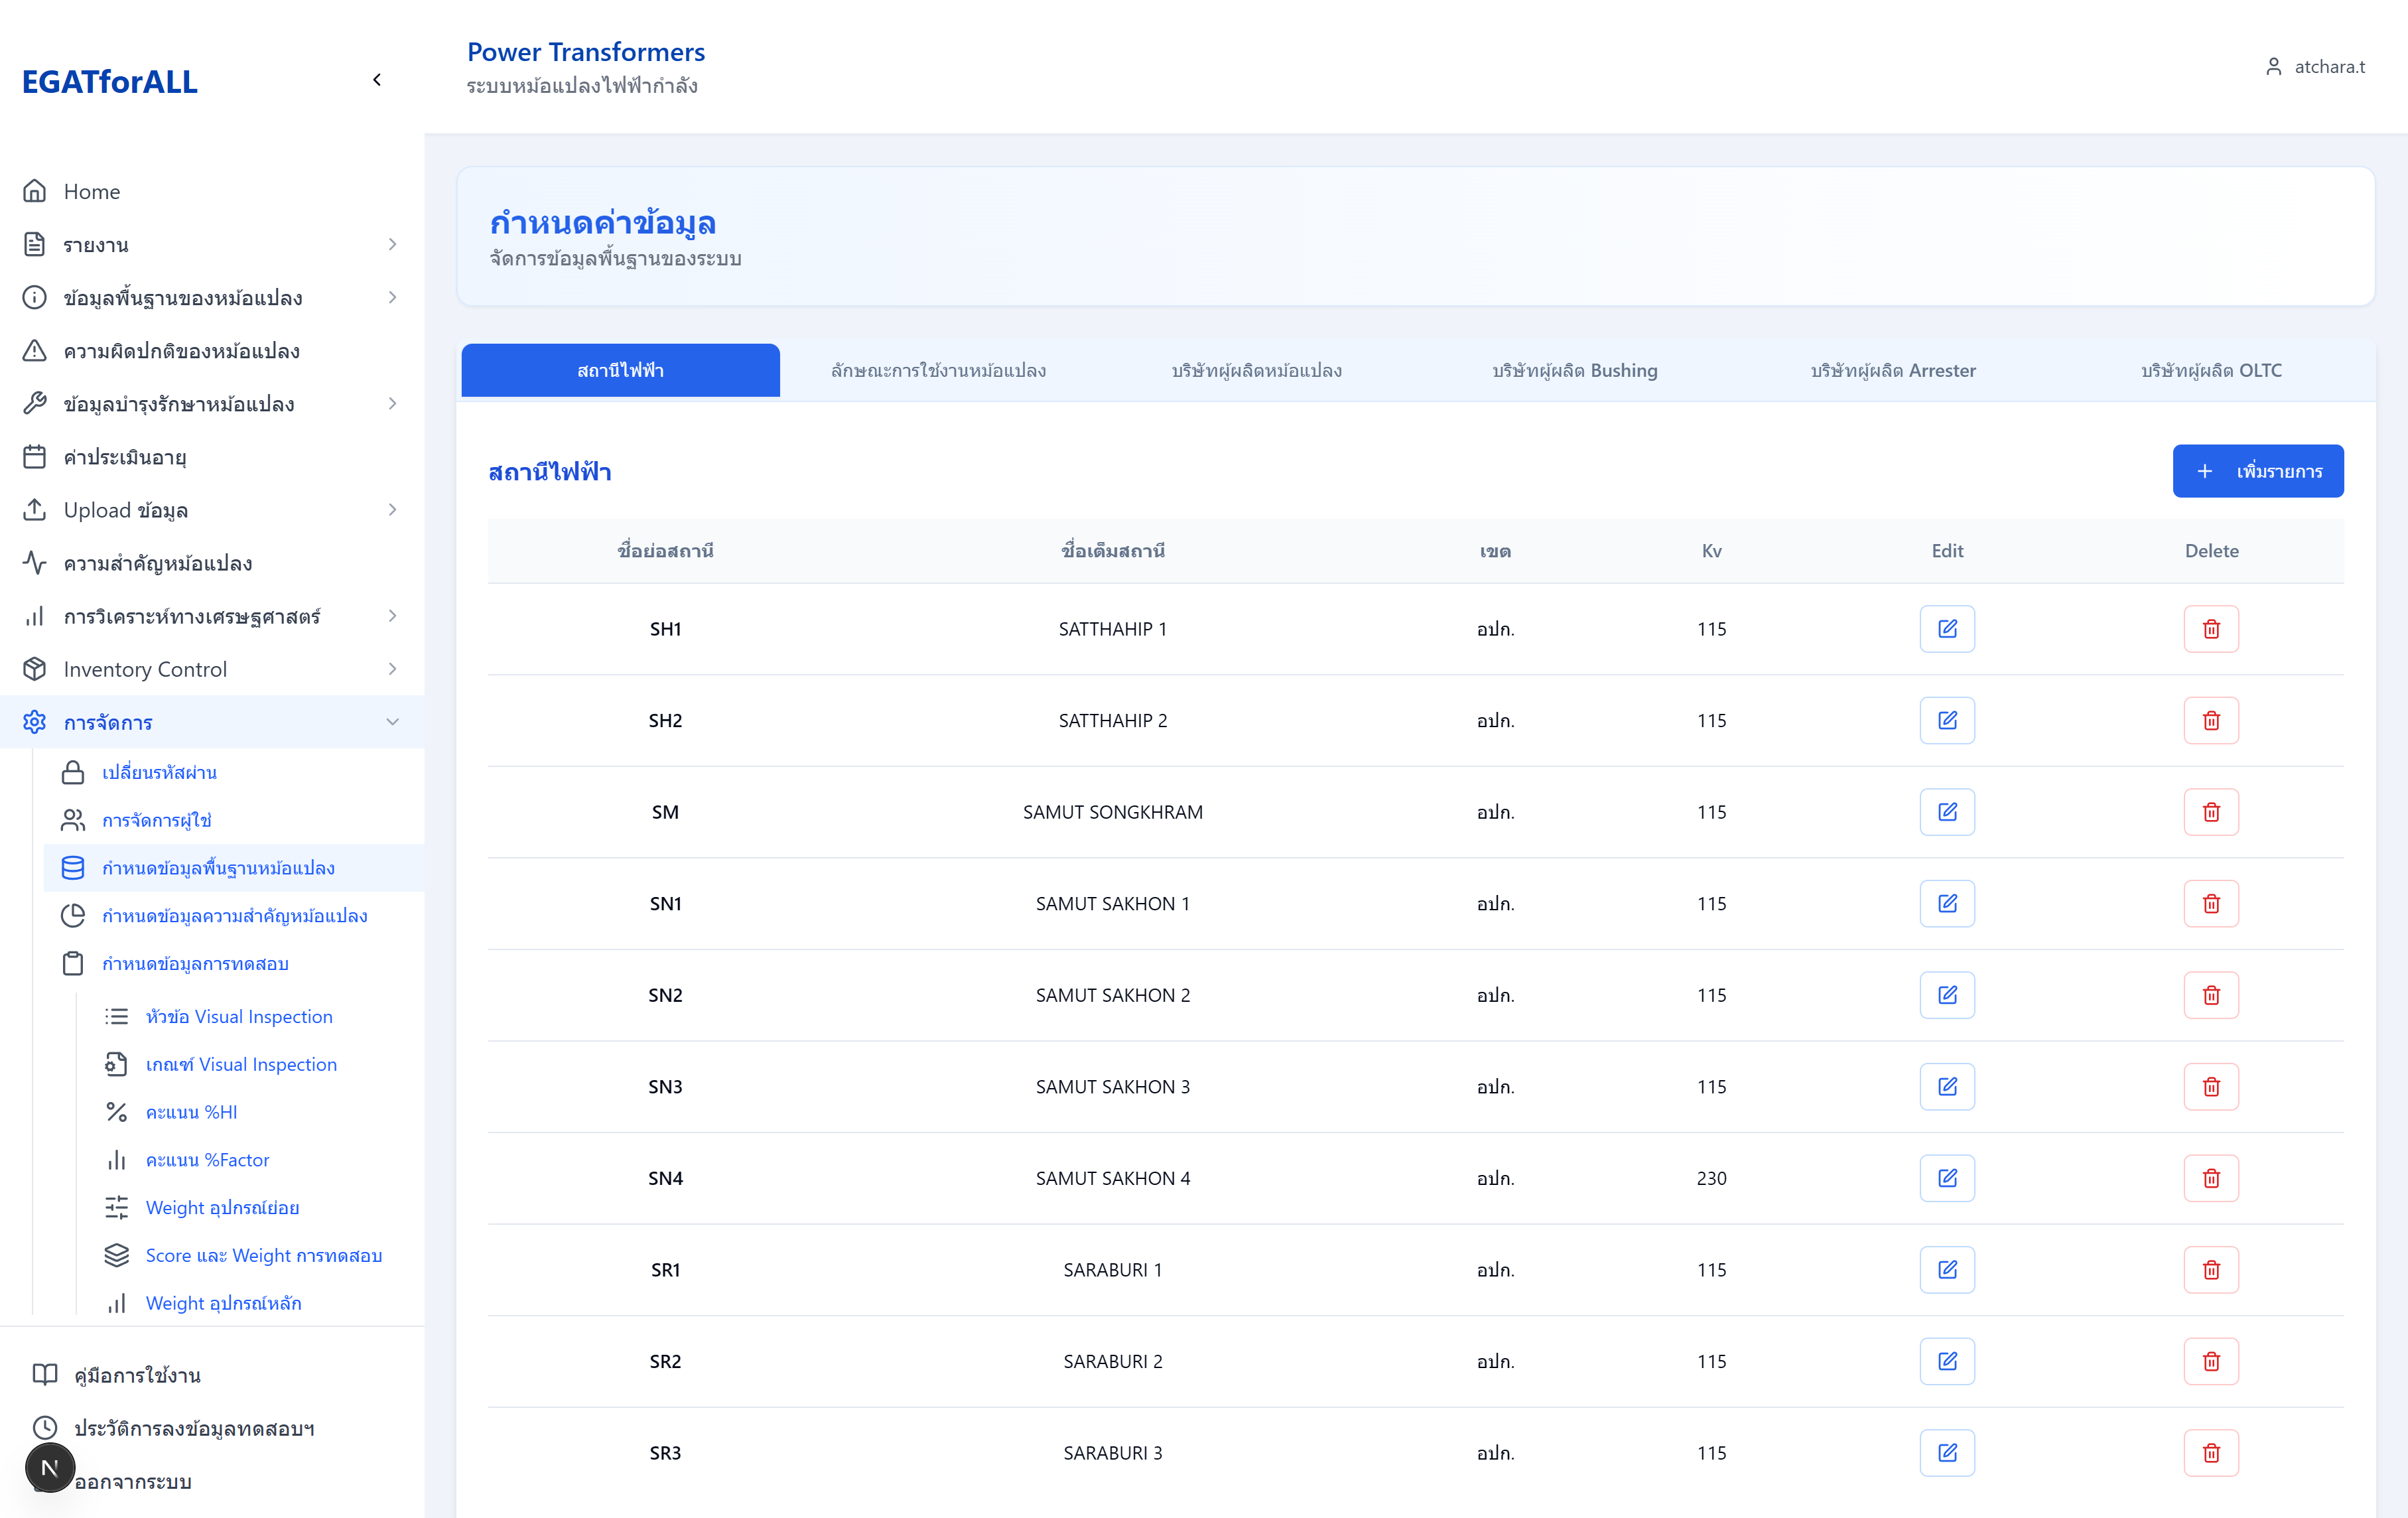 EGATforALL
Power Transformers
ระบบหม้อแปลงไฟฟ้ากำลัง
atchara.t
Home
รายงาน
ข้อมูลพื้นฐานของหม้อแปลง
ความผิดปกติของหม้อแปลง
ข้อมูลบำรุงรักษาหม้อแปลง
ค่าประเมินอายุ
Upload ข้อมูล
ความสำคัญหม้อแปลง
การวิเคราะห์ทางเศรษฐศาสตร์
Inventory Control
การจัดการ
เปลี่ยนรหัสผ่าน
การจัดการผู้ใช้
กำหนดข้อมูลพื้นฐานหม้อแปลง
กำหนดข้อมูลความสำคัญหม้อแปลง
กำหนดข้อมูลการทดสอบ
หัวข้อ Visual Inspection
เกณฑ์ Visual Inspection
คะแนน %HI
คะแนน %Factor
Weight อุปกรณ์ย่อย
Score และ Weight การทดสอบ
Weight อุปกรณ์หลัก
คู่มือการใช้งาน
ประวัติการลงข้อมูลทดสอบฯ
N
ออกจากระบบ
กำหนดค่าข้อมูล
จัดการข้อมูลพื้นฐานของระบบ
สถานีไฟฟ้า ลักษณะการใช้งานหม้อแปลง บริษัทผู้ผลิตหม้อแปลง บริษัทผู้ผลิต Bushing บริษัทผู้ผลิต Arrester บริษัทผู้ผลิต OLTC
สถานีไฟฟ้า
เพิ่มรายการ
ชื่อย่อสถานี ชื่อเต็มสถานี เขต Kv Edit Delete
SH1 SATTHAHIP 1 อปก. 115
SH2 SATTHAHIP 2 อปก. 115
SM SAMUT SONGKHRAM อปก. 115
SN1 SAMUT SAKHON 1 อปก. 115
SN2 SAMUT SAKHON 2 อปก. 115
SN3 SAMUT SAKHON 3 อปก. 115
SN4 SAMUT SAKHON 4 อปก. 230
SR1 SARABURI 1 อปก. 115
SR2 SARABURI 2 อปก. 115
SR3 SARABURI 3 อปก. 115